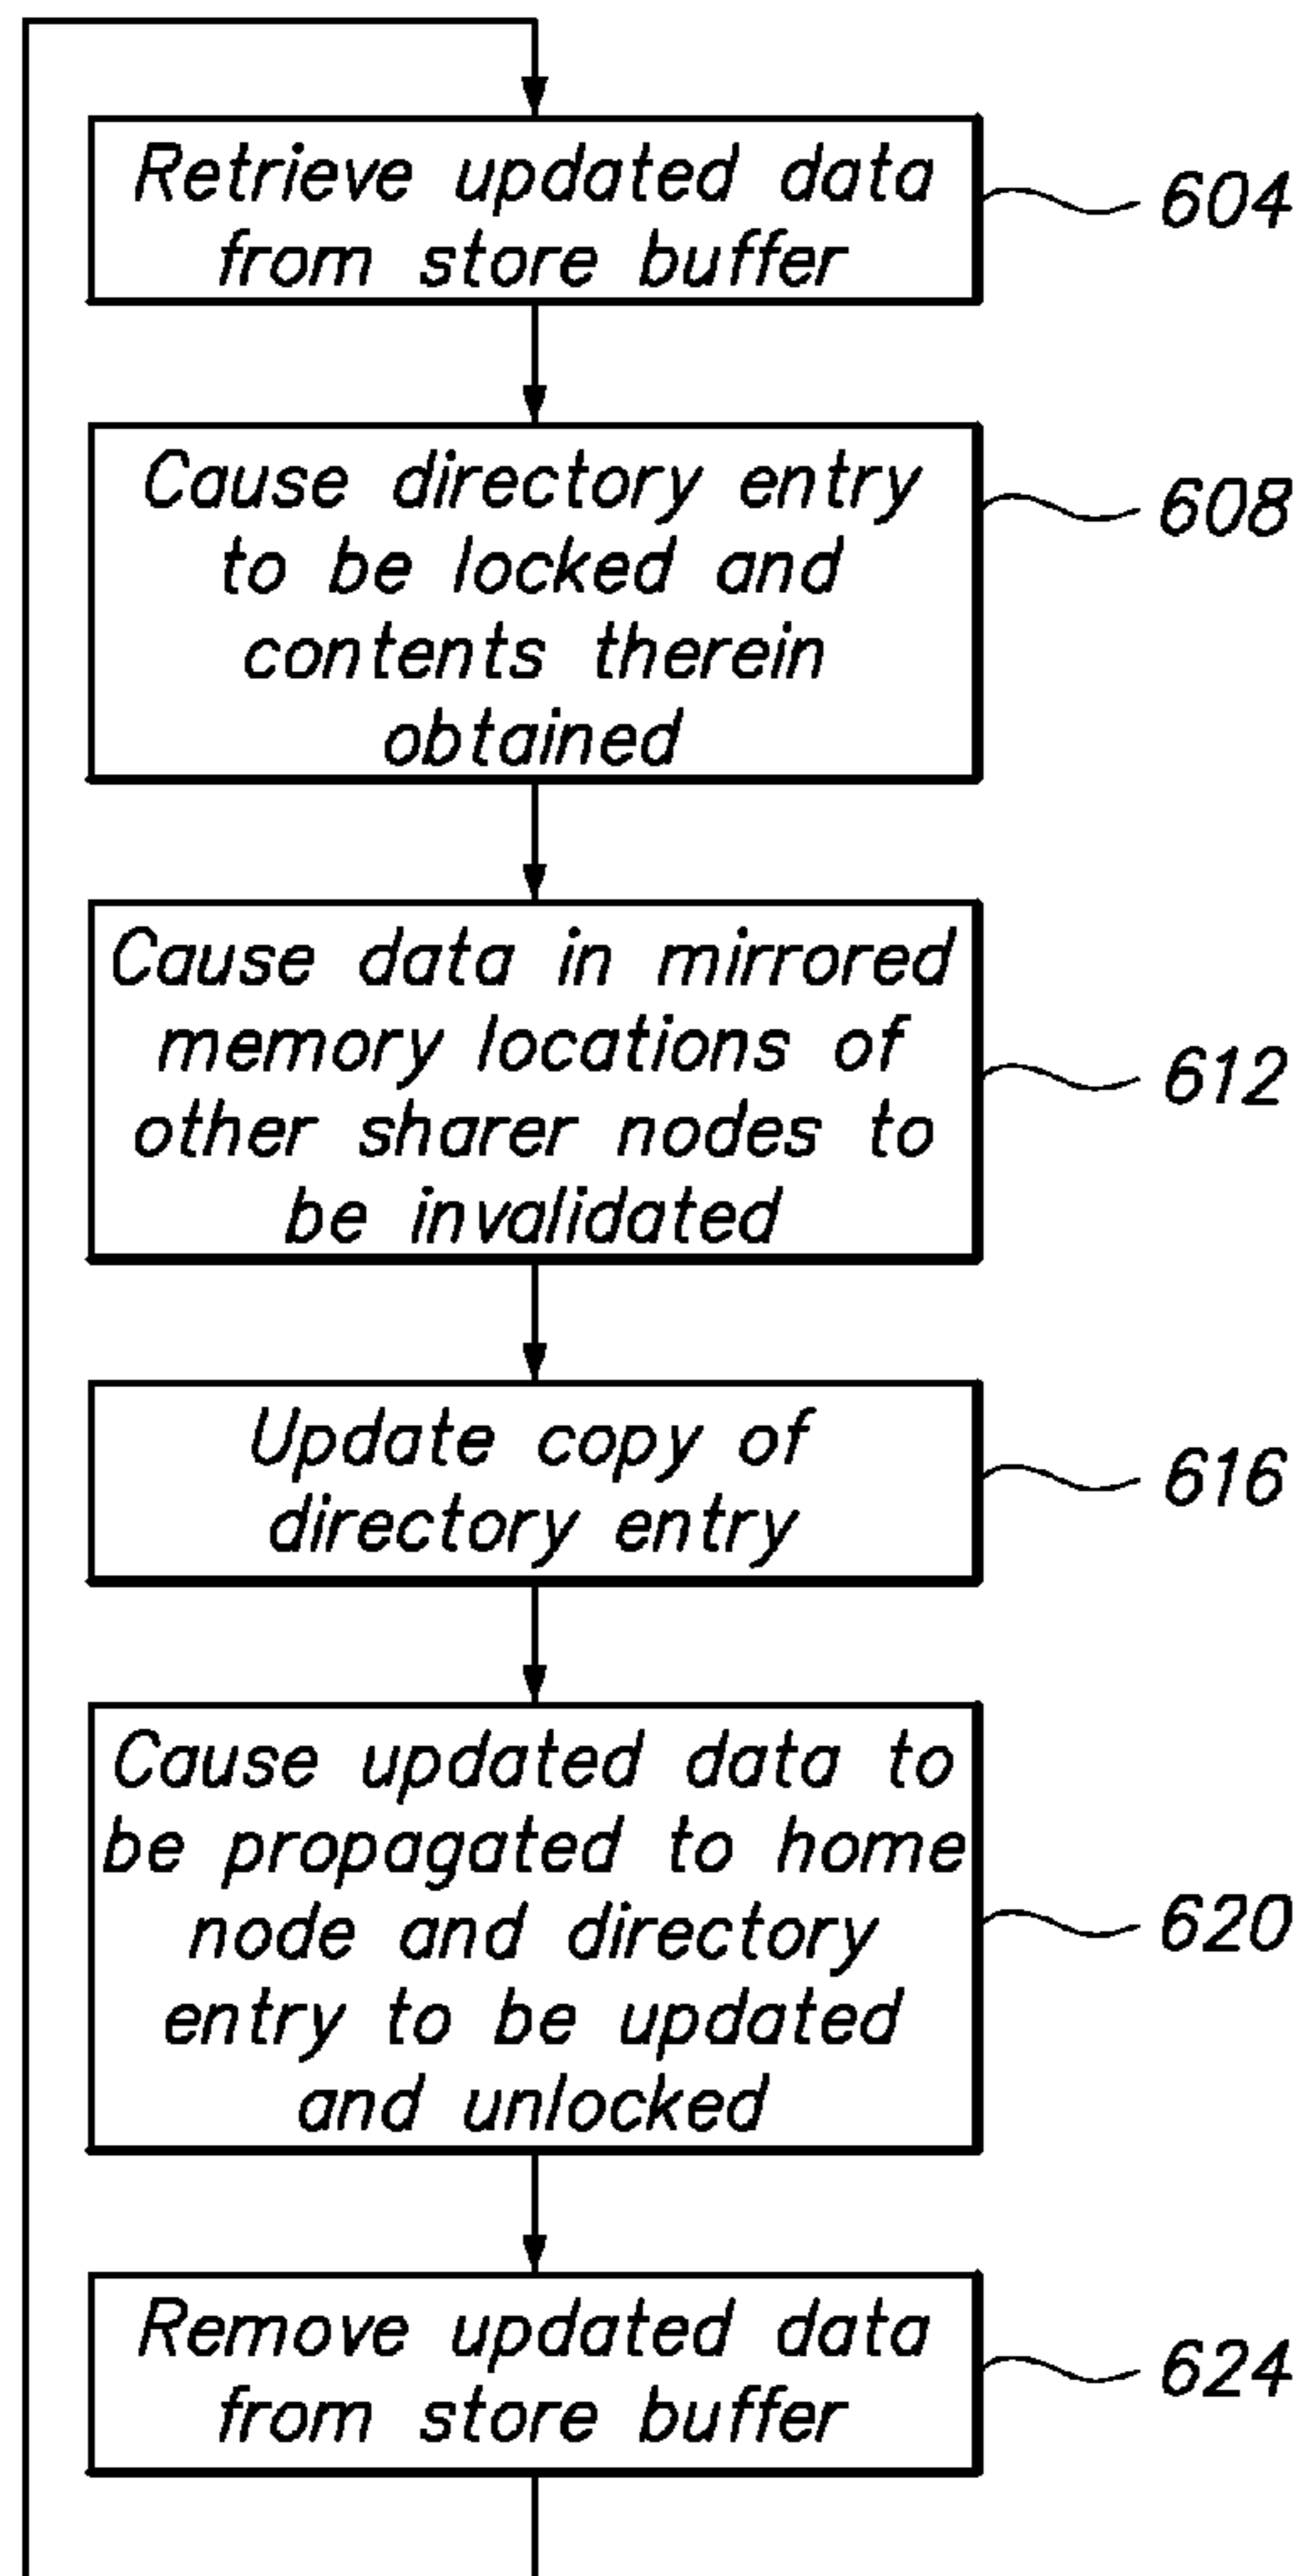 Retrieve updated data
from store buffer
604
Cause directory entry
to be locked and
contents therein
obtained
608
Cause data in mirrored
memory locations of
other sharer nodes to
be invalidated
612
Update copy of
directory entry
616
Cause updated data to
be propagated to home
node and directory
entry to be updated
and unlocked
620
Remove updated data
from store buffer
624